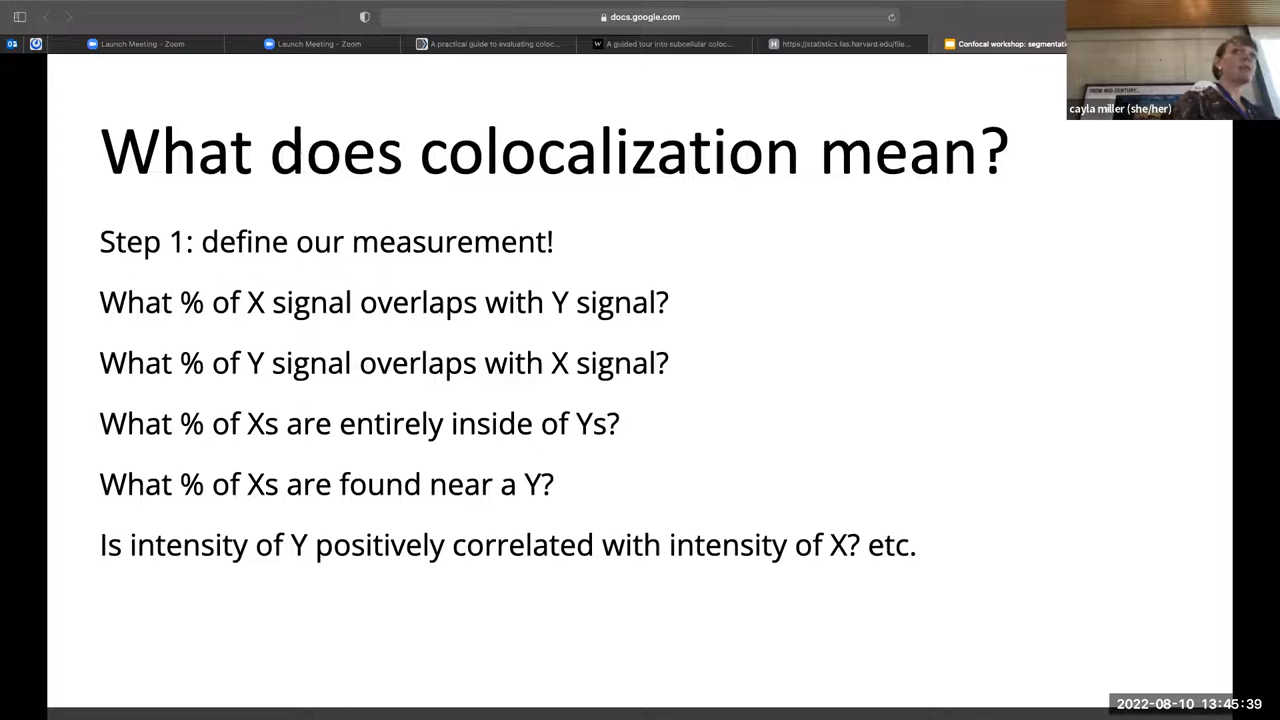 docs.google.com
Launch Meeting - Zoom
Launch Meeting - Zoom
A practical guide to evaluating coloc...
A guided tour into subcellular coloc...
https://statistics.fas.harvard.edu/file...
Confocal workshop: segmentati
FROM MID-CENTURY...
cayla miller (she/her)
What does colocalization mean?
Step 1: define our measurement!
What % of X signal overlaps with Y signal?
What % of Y signal overlaps with X signal?
What % of Xs are entirely inside of Ys?
What % of Xs are found near a Y?
Is intensity of Y positively correlated with intensity of X? etc.
2022-08-10 13:45:39